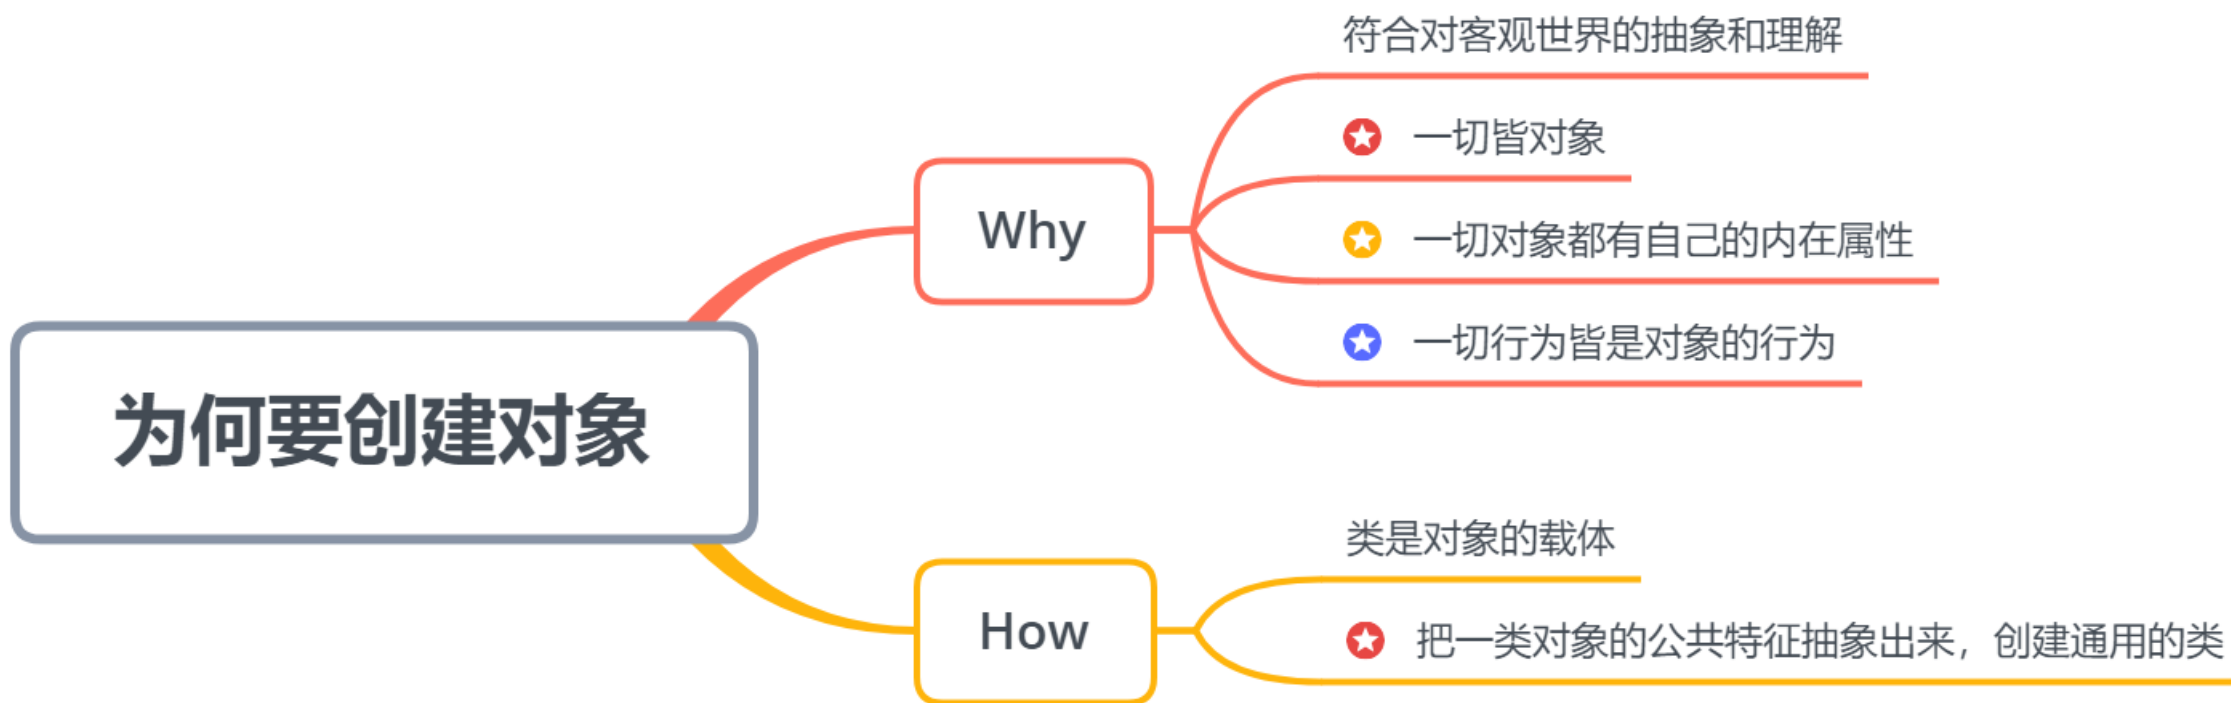 为何要创建对象
Why
符合对客观世界的抽象和理解
一切皆对象
一切对象都有自己的内在属性
一切行为皆是对象的行为
How
类是对象的载体
把一类对象的公共特征抽象出来，创建通用的类